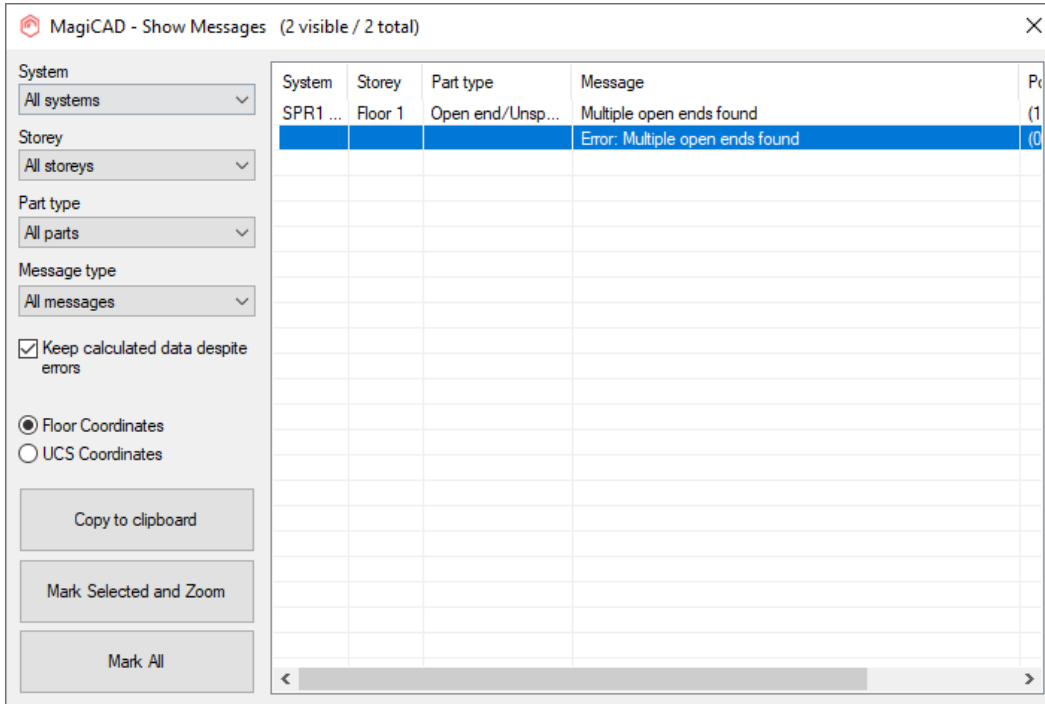 MagiCAD - Show Messages (2 visible / 2 total)
System
All systems
Storey
All storeys
Part type
All parts
Message type
All messages
Keep calculated data despite
errors
Floor Coordinates
UCS Coordinates
Copy to clipboard
Mark Selected and Zoom
Mark All
System Storey Part type Message
SPR1 ... Floor 1 Open end/Unsp... Multiple open ends found (1
Error: Multiple open ends found (0